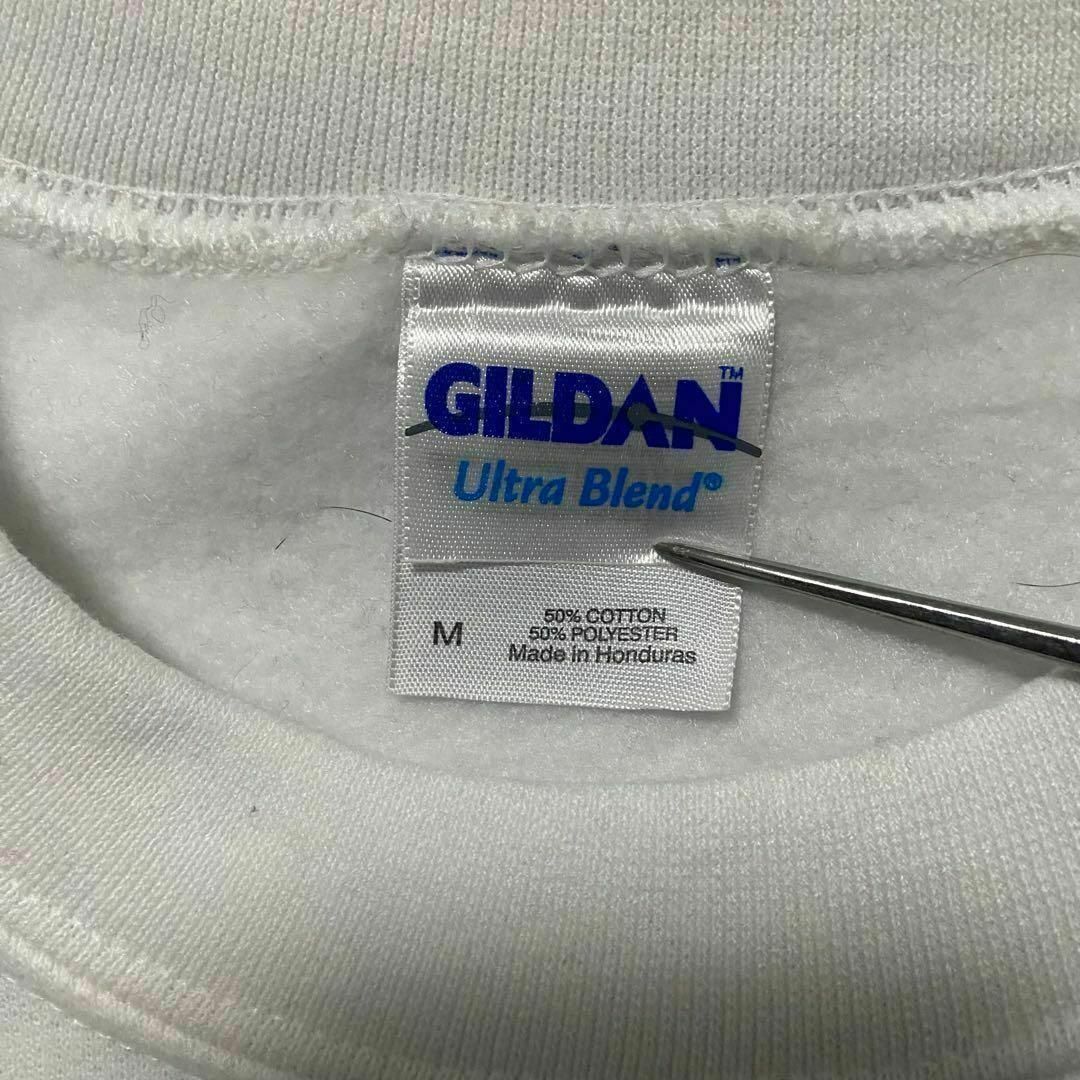 GILDAN™
Ultra Blend®
M
50% COTTON
50% POLYESTER
Made in Honduras